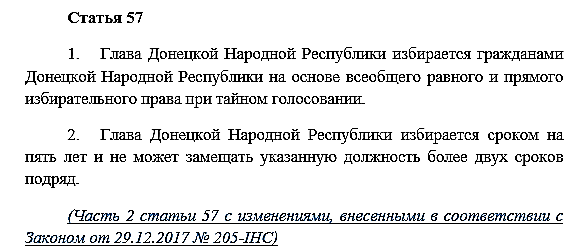 Статья 57
1. Глава Донецкой Народной Республики избирается гражданами
Донецкой Народной Республики на основе всеобщего равного и прямого
избирательного права при тайном голосовании.
2. Глава Донецкой Народной Республики избирается сроком на
пять лет и не может замещать указанную должность более двух сроков
подряд.
(Часть 2 статьи 57 с изменениями, внесенными в соответствии с
Законом от 29.12.2017 № 205-IНС)